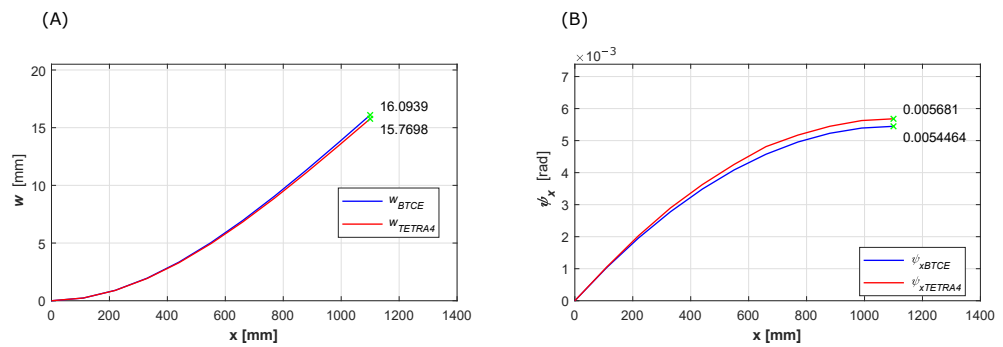 (A)
20
15
10
5
0
w [mm]
16.0939
15.7698
w_BTCE
w_TETRA4
0 200 400 600 800 1000 1200 1400
x [mm]
(B)
×10⁻³
7
6
5
4
3
2
1
0
ψ_x [rad]
0.005681
0.0054464
ψ_xBTCE
ψ_xTETRA4
0 200 400 600 800 1000 1200 1400
x [mm]